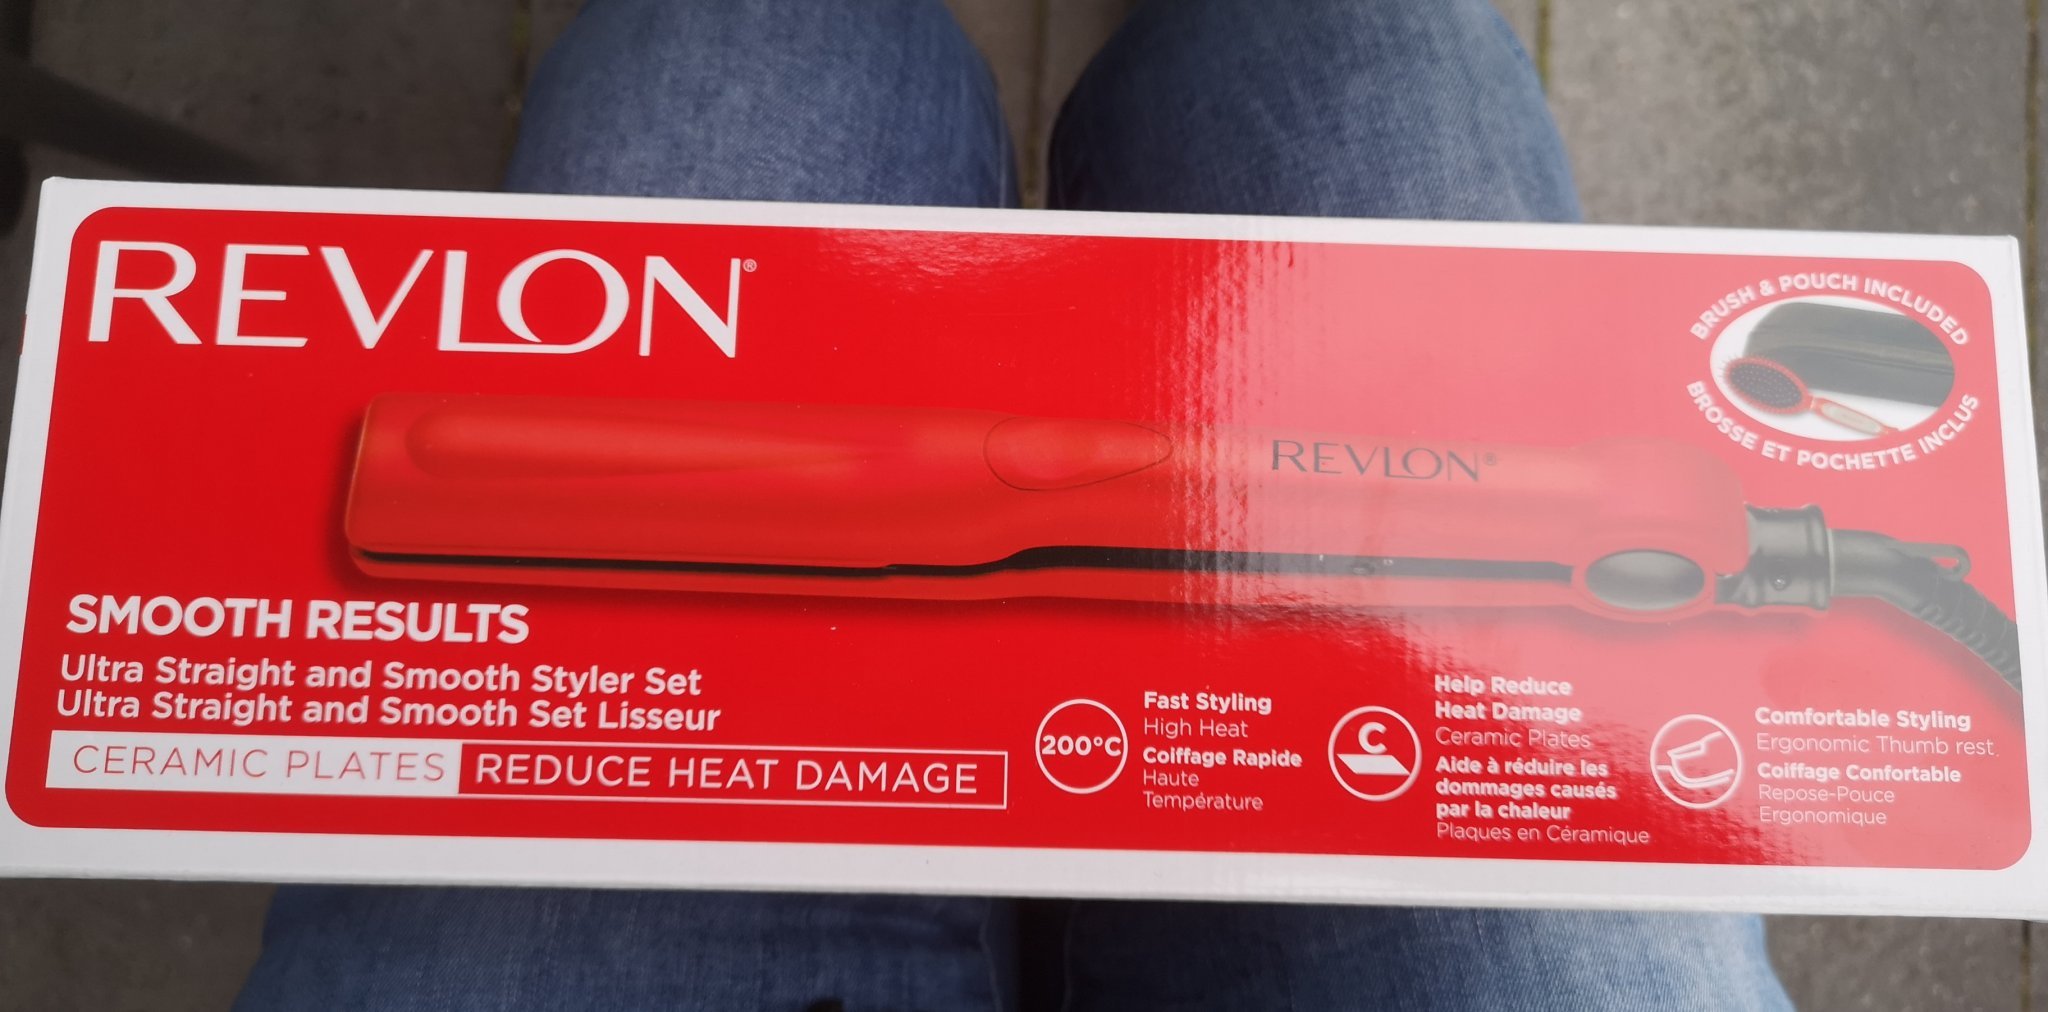 REVLON®
BRUSH & POUCH INCLUDED
BROSSE ET POCHETTE INCLUS
REVLON®
SMOOTH RESULTS
Ultra Straight and Smooth Styler Set
Ultra Straight and Smooth Set Lisseur
CERAMIC PLATES REDUCE HEAT DAMAGE
200°C
Fast Styling
High Heat
Coiffage Rapide
Haute
Température
C
Help Reduce
Heat Damage
Ceramic Plates
Aide à réduire les
dommages causés
par la chaleur
Plaques en Céramique
Comfortable Styling
Ergonomic Thumb rest.
Coiffage Confortable
Repose-Pouce
Ergonomique